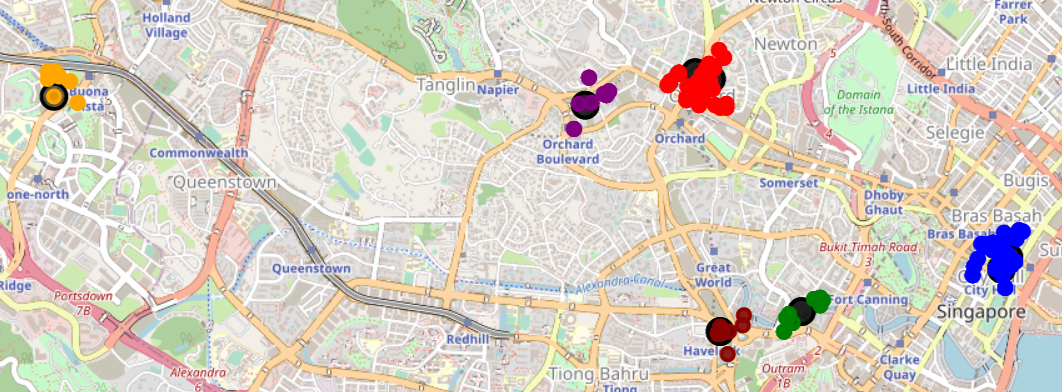 Newton Circus
Holland
Village
Farrer
Park
North-South Corridor
Newton
5
Little India
Tanglin
Napier
Buona
Little India
Domain
of the Istana
4
Selegie
Orchard
Commonwealth
Orchard
Boulevard
Queenstown
Somerset
Bugis
one-north
Dhoby
Ghaut
Bras Basah
Bras Basah
Bukit Timah Road
3
Queenstown
Great
World
Alexandra Canal
City
Ridge
Portsdown
7B
Fort Canning
Singapore
Redhill
2
Clarke
Quay
Outram
1B
Alexandra
6
Tiong Bahru
Tiong